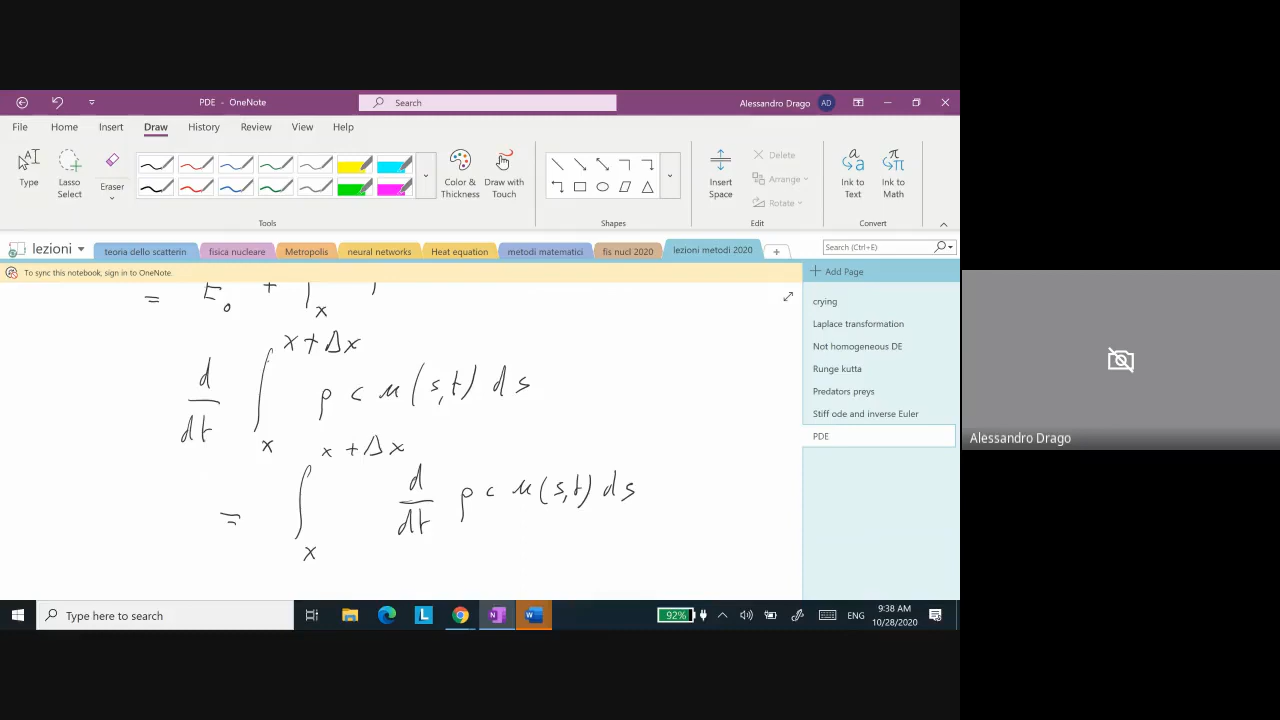 PDE - OneNote
Search
Alessandro Drago
AD
File Home Insert Draw History Review View Help
Type
Lasso Select
Eraser
Color & Thickness
Draw with Touch
Insert Space
Delete
Arrange
Rotate
Ink to Text
Ink to Math
Tools
Shapes
Edit
Convert
lezioni
teoria dello scatterin
fisica nucleare
Metropolis
neural networks
Heat equation
metodi matematici
fis nucl 2020
lezioni metodi 2020
Search (Ctrl+E)
To sync this notebook, sign in to OneNote.
Add Page
crying
Laplace transformation
Not homogeneous DE
Runge kutta
Predators preys
Stiff ode and inverse Euler
PDE
= E₀ + ∫ₓ
d/dt ∫ₓ^(x+Δx) ρ c u(s,t) ds
= ∫ₓ^(x+Δx) d/dt ρ c u(s,t) ds
Alessandro Drago
Type here to search
92%
ENG
9:38 AM
10/28/2020